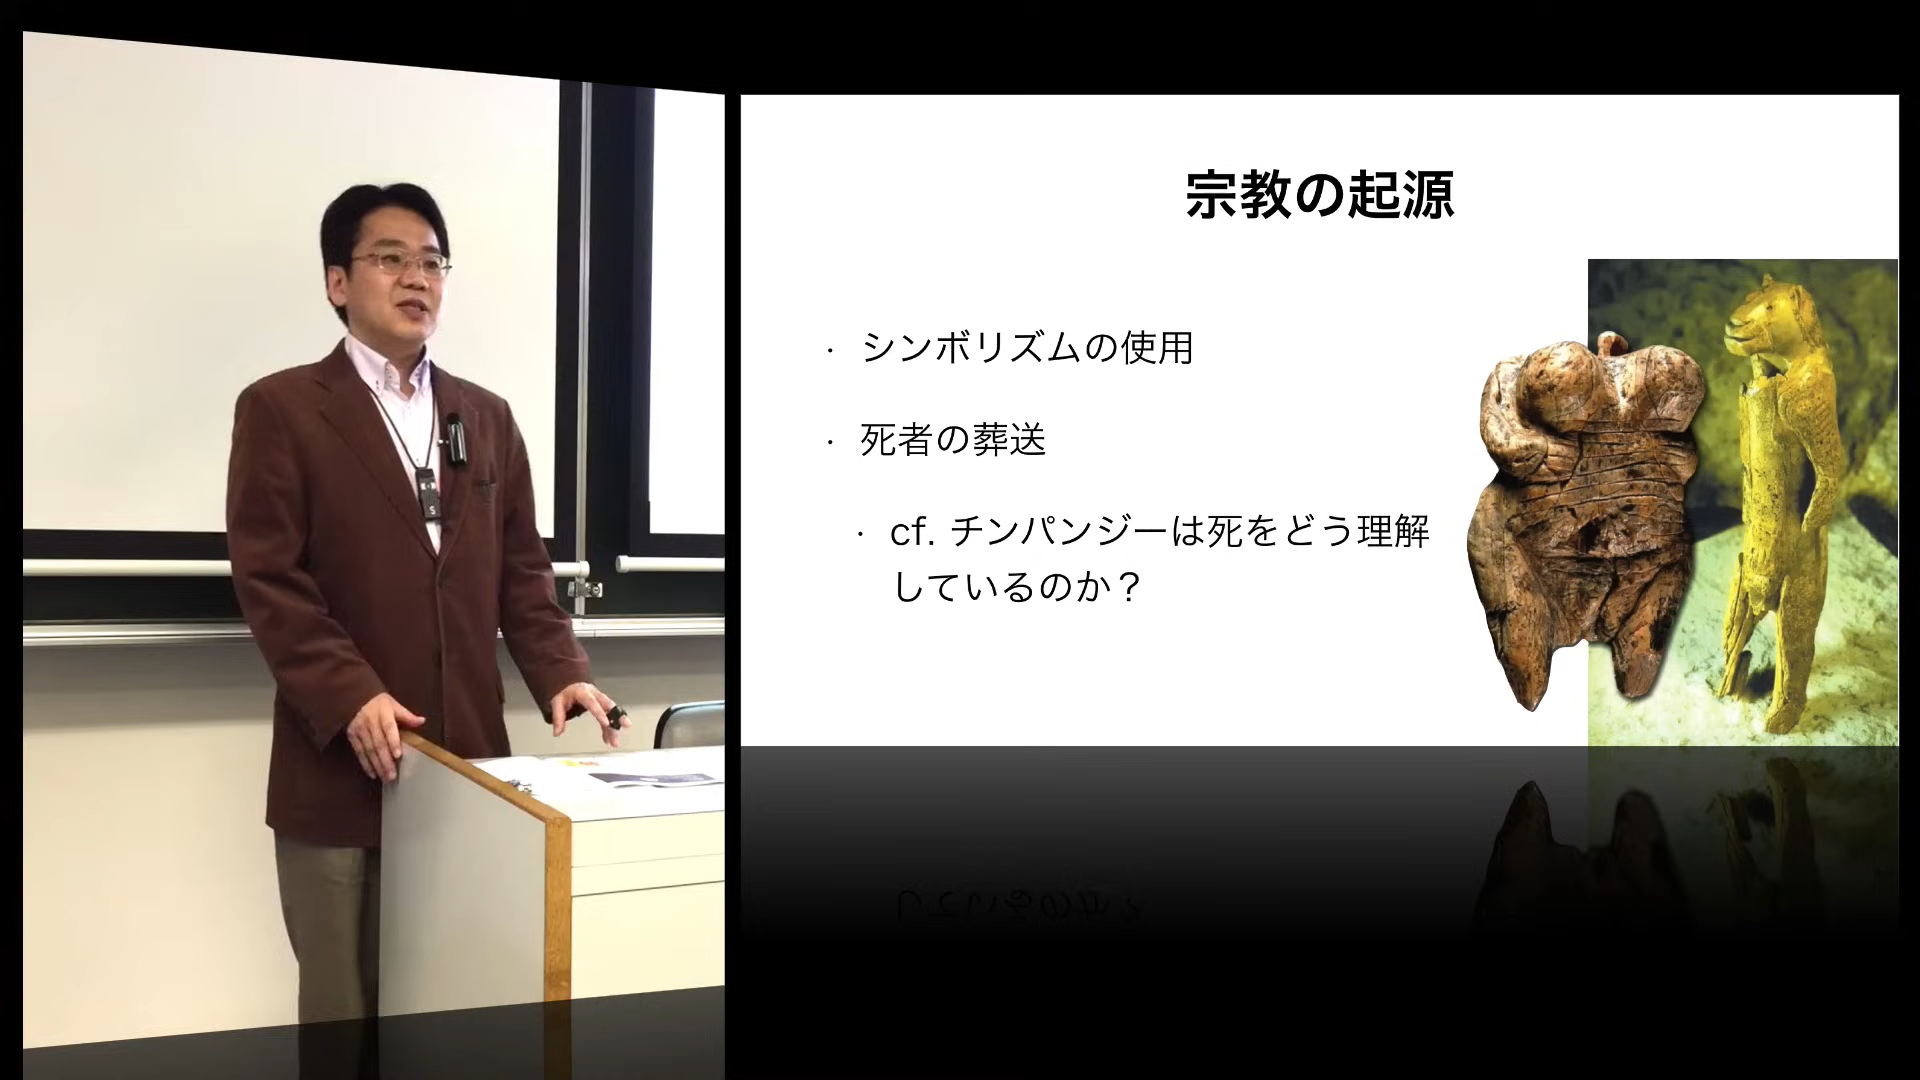 宗教の起源
・ シンボリズムの使用
・ 死者の葬送
・ cf. チンパンジーは死をどう理解
しているのか？
S